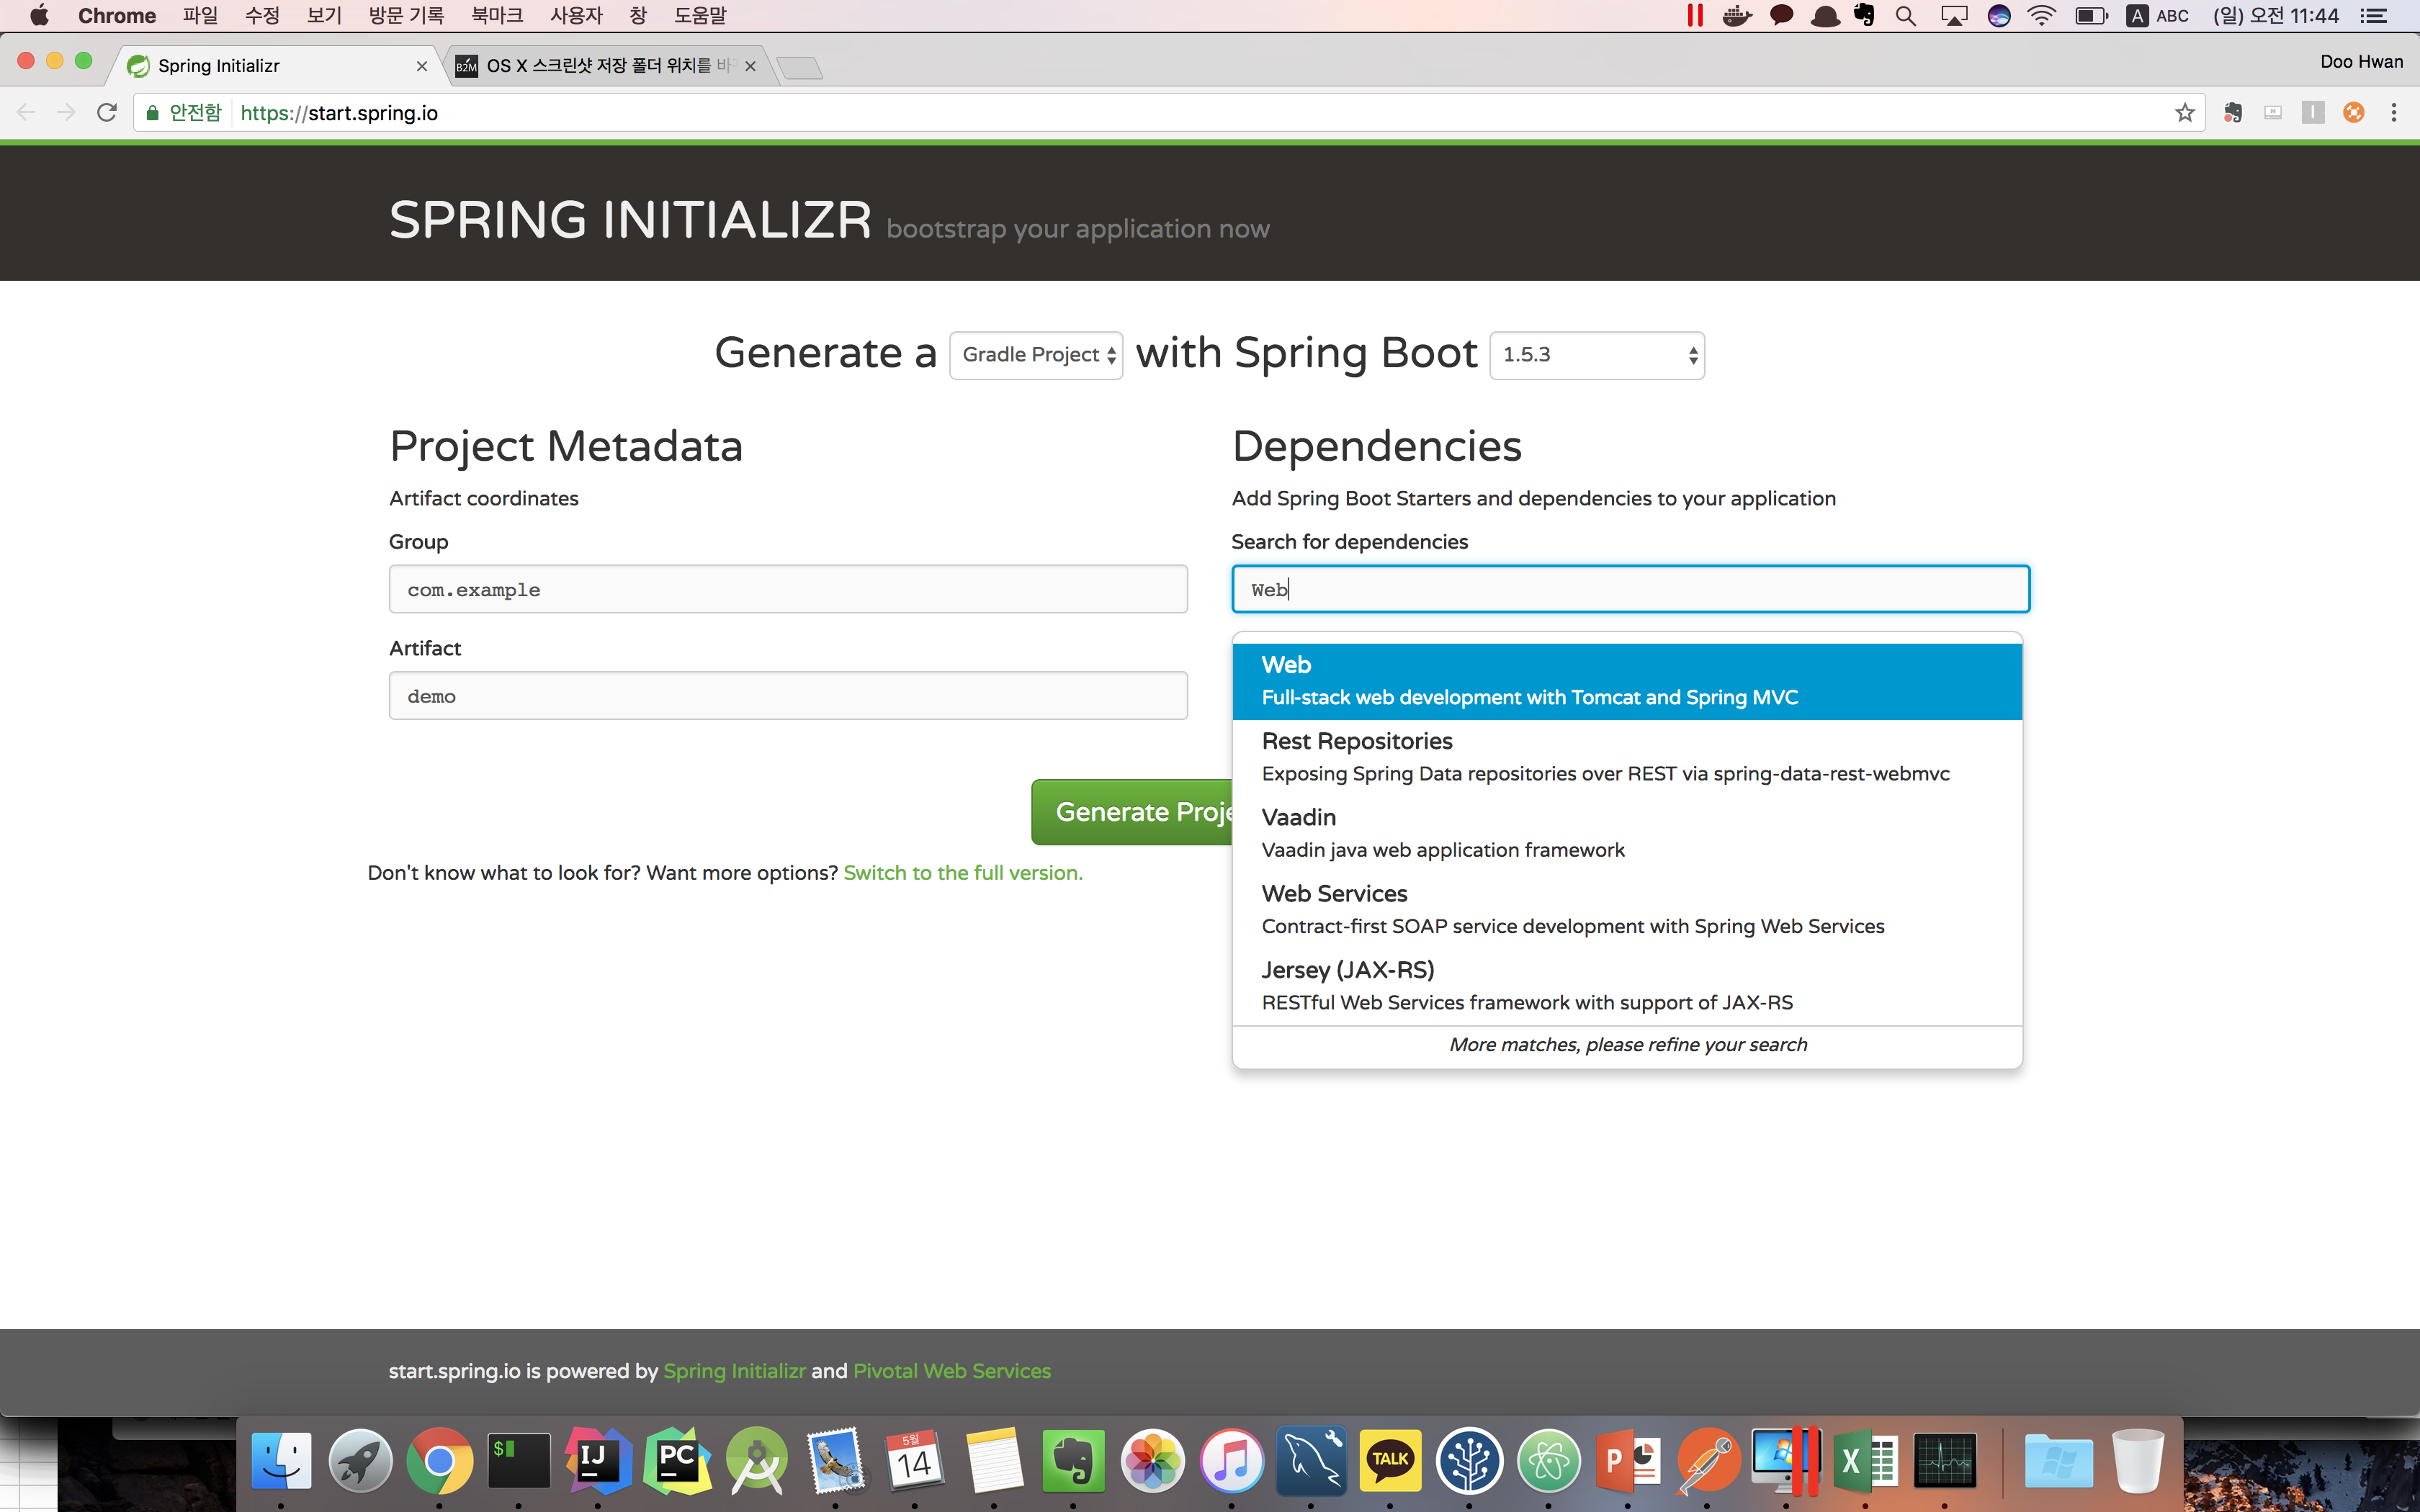 Chrome 파일 수정 보기 방문 기록 북마크 사용자 창 도움말 A ABC (일) 오전 11:44
Spring Initializr B2M OS X 스크린샷 저장 폴더 위치를 Doo Hwan
안전함 https://start.spring.io
SPRING INITIALIZR bootstrap your application now
Generate a Gradle Project with Spring Boot 1.5.3
Project Metadata
Artifact coordinates
Group
com.example
Artifact
demo
Dependencies
Add Spring Boot Starters and dependencies to your application
Search for dependencies
Web
Web
Full-stack web development with Tomcat and Spring MVC
Rest Repositories
Exposing Spring Data repositories over REST via spring-data-rest-webmvc
Vaadin
Vaadin java web application framework
Web Services
Contract-first SOAP service development with Spring Web Services
Jersey (JAX-RS)
RESTful Web Services framework with support of JAX-RS
More matches, please refine your search
Generate Proje
Don't know what to look for? Want more options? Switch to the full version.
start.spring.io is powered by Spring Initializr and Pivotal Web Services
$ IJ PC 5월 14 TALK P X